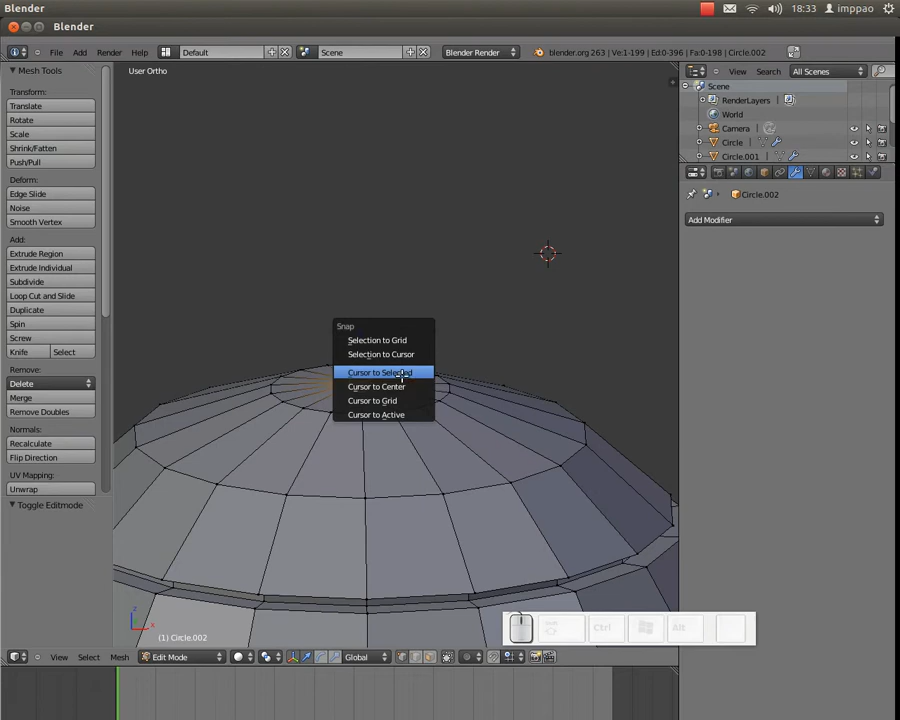 Blender
18:33 imppao
Blender
File Add Render Help Default Scene Blender Render blender.org 263 | Ve:1-199 | Ed:0-396 | Fa:0-198 | Circle.002
Mesh Tools
Transform:
Translate
Rotate
Scale
Shrink/Fatten
Push/Pull
Deform:
Edge Slide
Noise
Smooth Vertex
Add:
Extrude Region
Extrude Individual
Subdivide
Loop Cut and Slide
Duplicate
Spin
Screw
Knife Select
Remove:
Delete
Merge
Remove Doubles
Normals:
Recalculate
Flip Direction
UV Mapping:
Unwrap
Toggle Editmode
User Ortho
Snap
Selection to Grid
Selection to Cursor
Cursor to Selected
Cursor to Center
Cursor to Grid
Cursor to Active
z
x
(1) Circle.002
View Select Mesh Edit Mode Global
View Search All Scenes
Scene
RenderLayers
World
Camera
Circle
Circle.001
Circle.002
Add Modifier
Ctrl
Alt